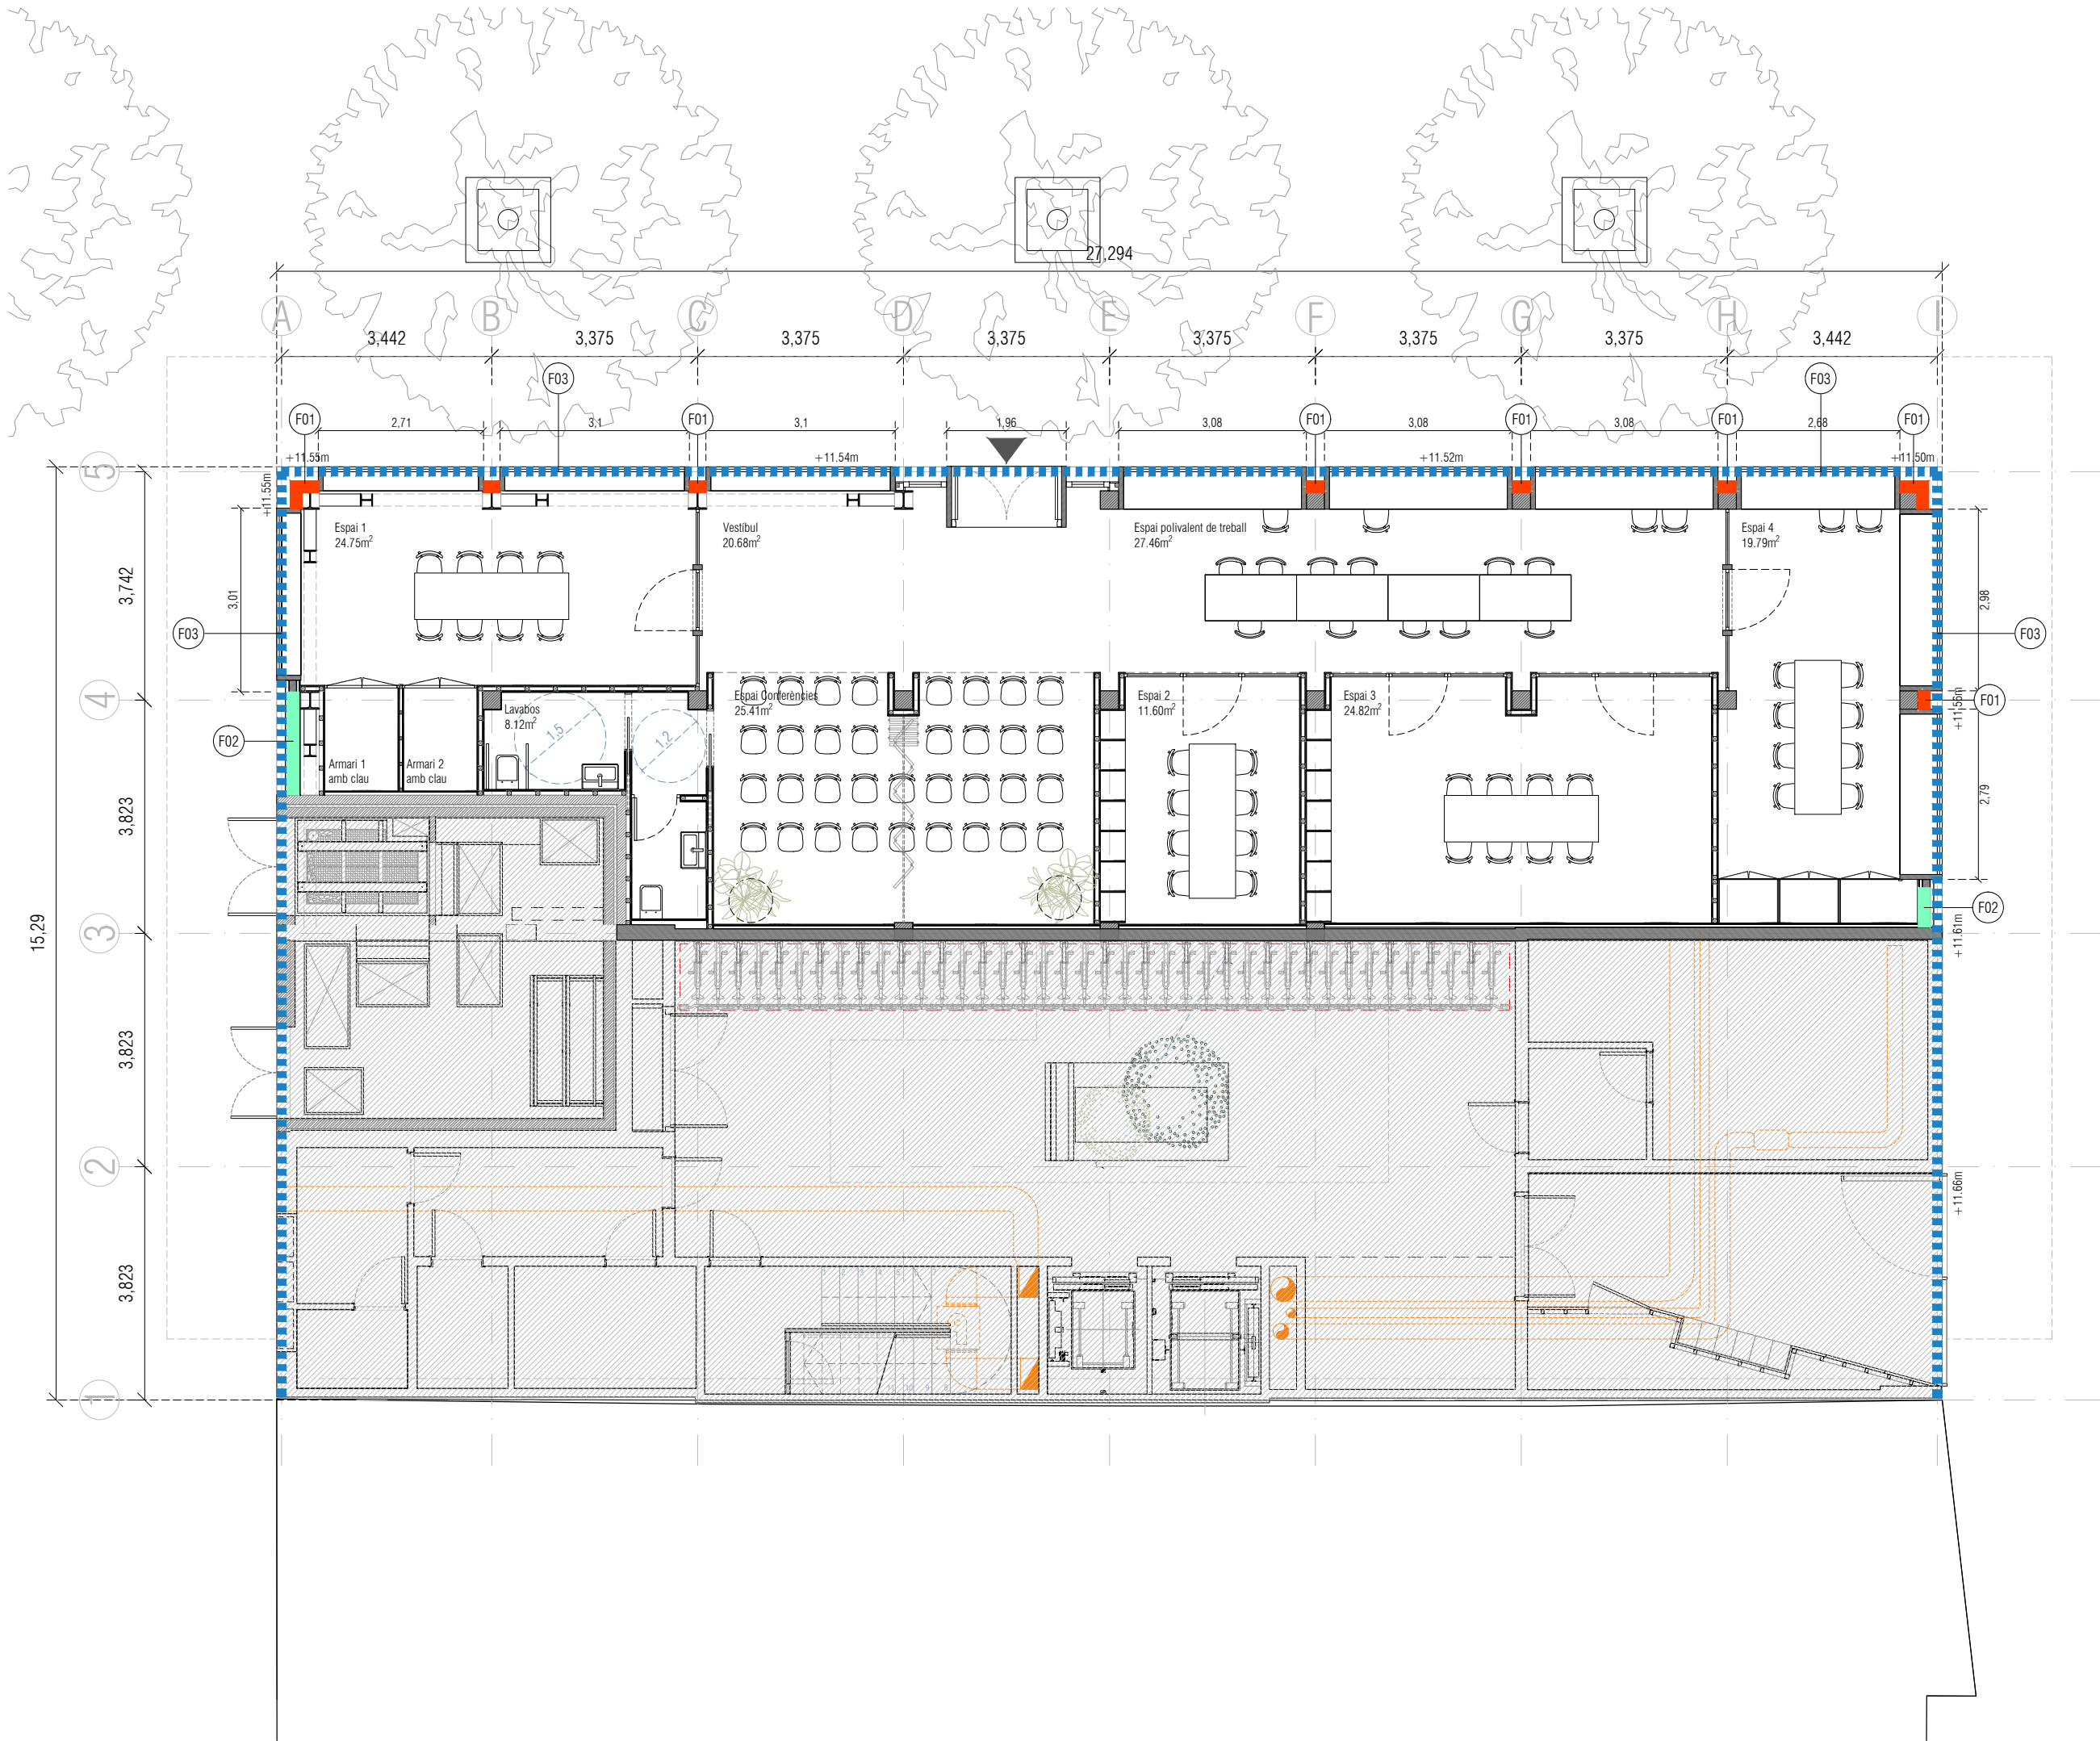 27,294
A
B
C
D
E
F
G
H
I
3,442
3,375
3,375
3,375
3,375
3,375
3,375
3,442
F03
F03
F01
F01
F01
F01
F01
F01
2,71
3,1
3,1
1,96
3,08
3,08
3,08
2,68
+11.55m
+11.54m
+11.52m
+11.50m
5
+11.55m
Espai 1
24.75m²
Vestíbul
20.68m²
Espai polivalent de treball
27.46m²
Espai 4
19.79m²
3,742
3,01
2,98
F03
F03
4
Espai Conferències
25.41m²
Espai 2
11.60m²
Espai 3
24.82m²
Lavabos
8.12m²
1,5
1,2
F01
+11.56m
F02
Armari 1
amb clau
Armari 2
amb clau
3,823
2,79
F02
15,29
3
+11.61m
3,823
2
+11.66m
3,823
1